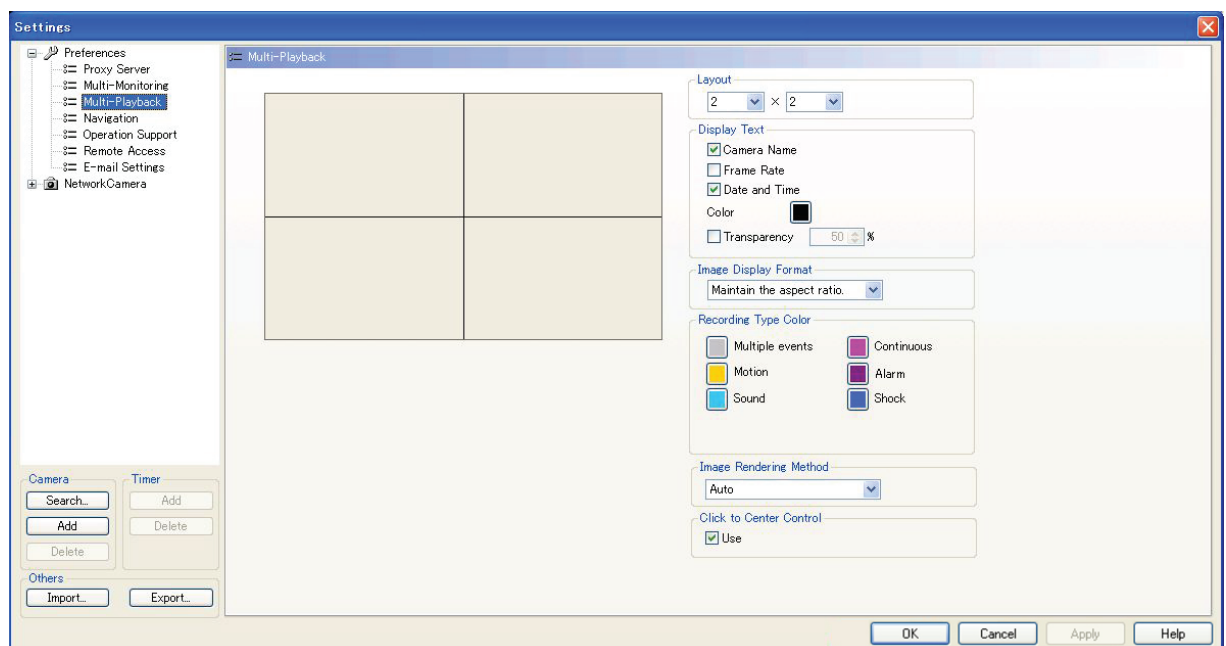 Settings
Preferences
Proxy Server
Multi-Monitoring
Multi-Playback
Navigation
Operation Support
Remote Access
E-mail Settings
NetworkCamera
Camera
Search...
Add
Delete
Timer
Add
Delete
Others
Import...
Export...
Multi-Playback
Layout
2 × 2
Display Text
Camera Name
Frame Rate
Date and Time
Color
Transparency 50 %
Image Display Format
Maintain the aspect ratio.
Recording Type Color
Multiple events Continuous
Motion Alarm
Sound Shock
Image Rendering Method
Auto
Click to Center Control
Use
OK Cancel Apply Help